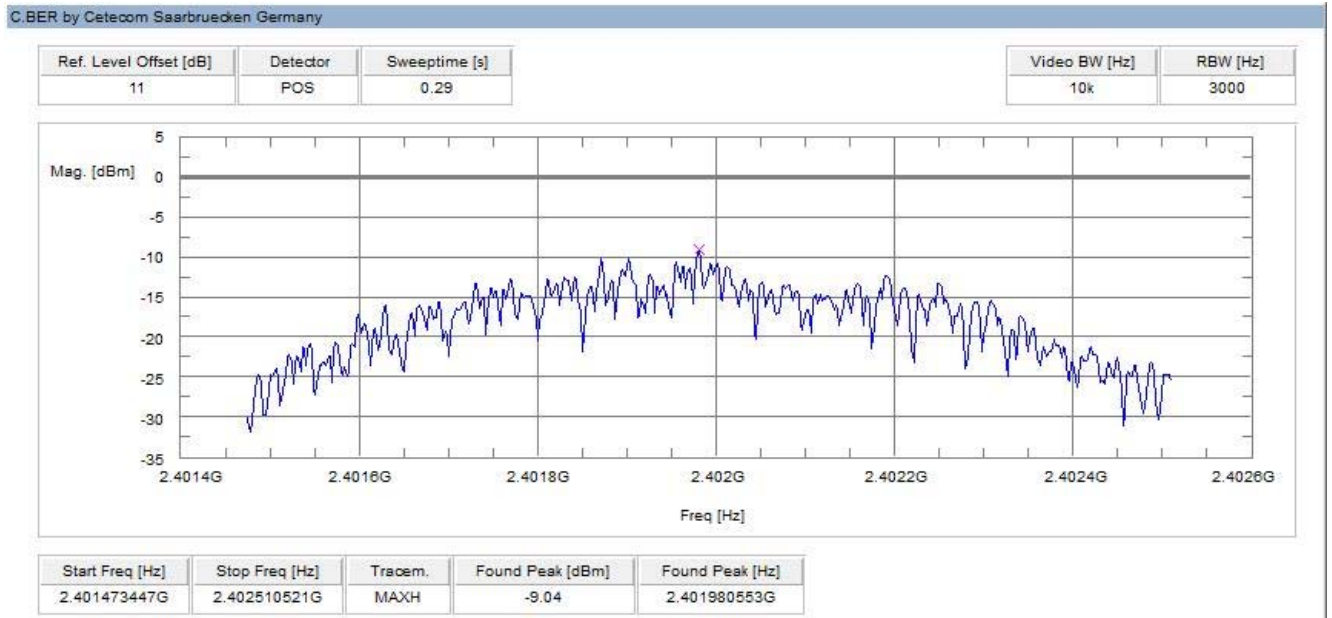 C.BER by Cetecom Saarbruecken Germany
Ref. Level Offset [dB] Detector Sweeptime [s] Video BW [Hz] RBW [Hz]
11 POS 0.29 10k 3000
5
Mag. [dBm] 0
-5
-10
-15
-20
-25
-30
-35
2.4014G 2.4016G 2.4018G 2.402G 2.4022G 2.4024G 2.4026G
Freq [Hz]
Start Freq [Hz] Stop Freq [Hz] Tracem. Found Peak [dBm] Found Peak [Hz]
2.401473447G 2.402510521G MAXH -9.04 2.401980553G